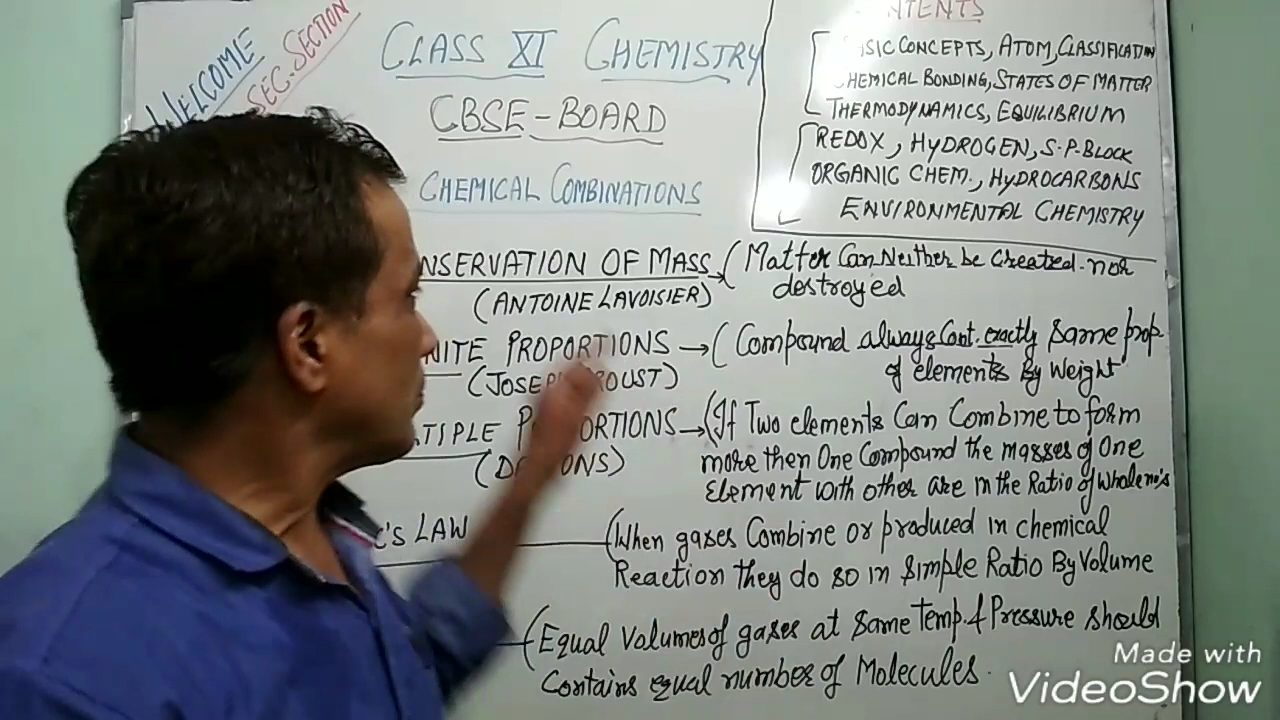 WELCOME
SEC. SECTION
CLASS XI CHEMISTRY
CBSE-BOARD
CHEMICAL COMBINATIONS
NTENTS
SIC CONCEPTS, ATOM, CLASSIFICATION
CHEMICAL BONDING, STATES OF MATTER
THERMODYNAMICS, EQUILIBRIUM
REDOX, HYDROGEN, S-P-BLOCK
ORGANIC CHEM., HYDROCARBONS
ENVIRONMENTAL CHEMISTRY
NSERVATION OF MASS → (Matter Can Neither be Created nor
destroyed
(ANTOINE LAVOISIER)
NITE PROPORTIONS → (Compound always Cont. exactly Same prop.
of elements By Weight
(JOSEP ROUST)
TIPLE P ORTIONS → (If Two elements Can Combine to form
more then One Compound the masses of One
Element with other are in the Ratio of Whole no's
(DA ONS)
C'S LAW (When gases Combine or produced in chemical
Reaction they do so in Simple Ratio By Volume
(Equal Volumes of gases at Same Temp. & Pressure should
Contains equal number of Molecules.
Made with
VideoShow